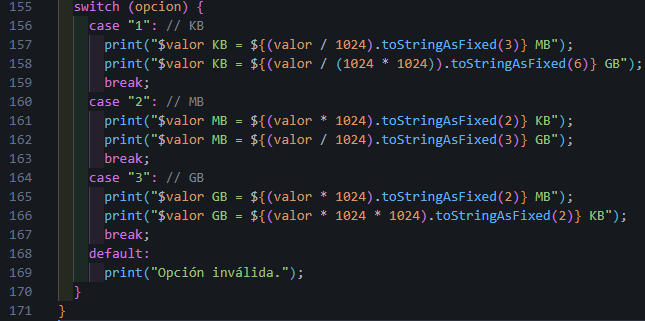 155 switch (opcion) {
156 case "1": // KB
157 print("$valor KB = ${(valor / 1024).toStringAsFixed(3)} MB");
158 print("$valor KB = ${(valor / (1024 * 1024)).toStringAsFixed(6)} GB");
159 break;
160 case "2": // MB
161 print("$valor MB = ${(valor * 1024).toStringAsFixed(2)} KB");
162 print("$valor MB = ${(valor / 1024).toStringAsFixed(3)} GB");
163 break;
164 case "3": // GB
165 print("$valor GB = ${(valor * 1024).toStringAsFixed(2)} MB");
166 print("$valor GB = ${(valor * 1024 * 1024).toStringAsFixed(2)} KB");
167 break;
168 default:
169 print("Opción inválida.");
170 }
171 }